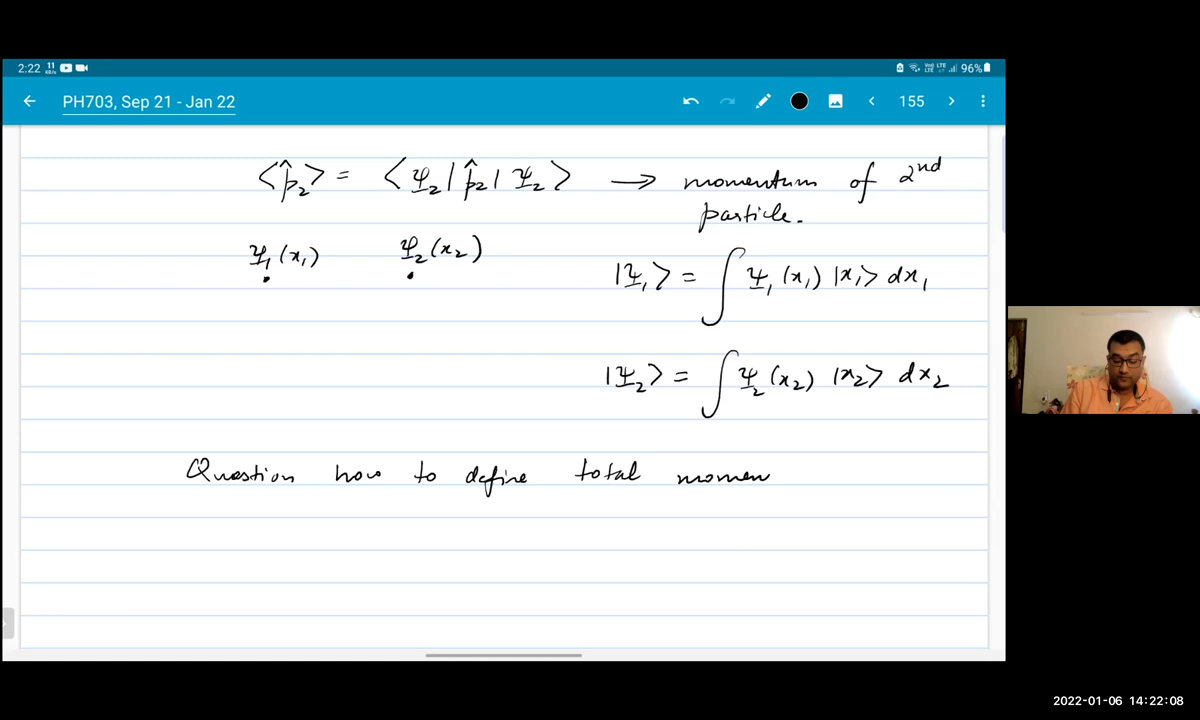 2:22 11 KB/s 96%
PH703, Sep 21 - Jan 22 155
<p̂₂> = <Ψ₂|p̂₂|Ψ₂> → momentum of 2nd
particle.
Ψ₁(x₁) Ψ₂(x₂)
|Ψ₁> = ∫ Ψ₁(x₁) |x₁> dx₁
|Ψ₂> = ∫ Ψ₂(x₂) |x₂> dx₂
Question how to define total momen
2022-01-06 14:22:08